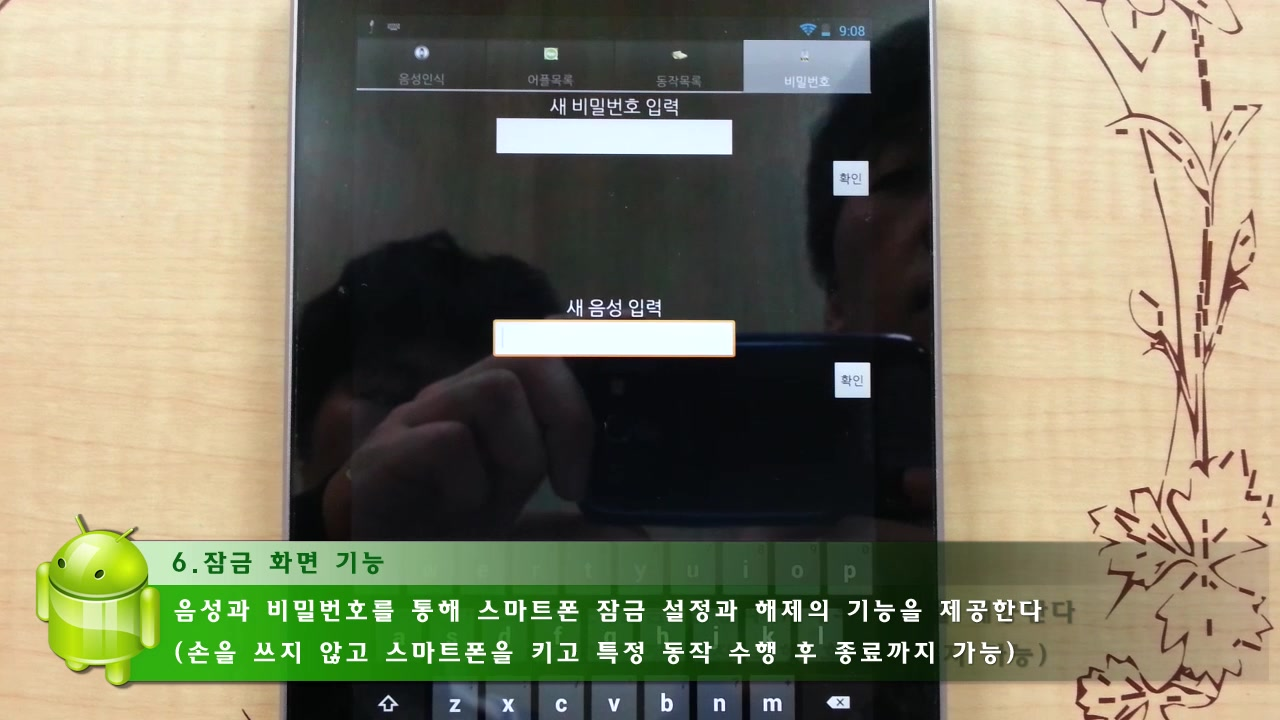 9:08
음성인식 어플목록 동작목록 비밀번호
새 비밀번호 입력
확인
새 음성 입력
확인
w e r t y u i o p
6.잠금 화면 기능
음성과 비밀번호를 통해 스마트폰 잠금 설정과 해제의 기능을 제공한다
(손을 쓰지 않고 스마트폰을 키고 특정 동작 수행 후 종료까지 가능)
a s d f g h j k l
z x c v b n m